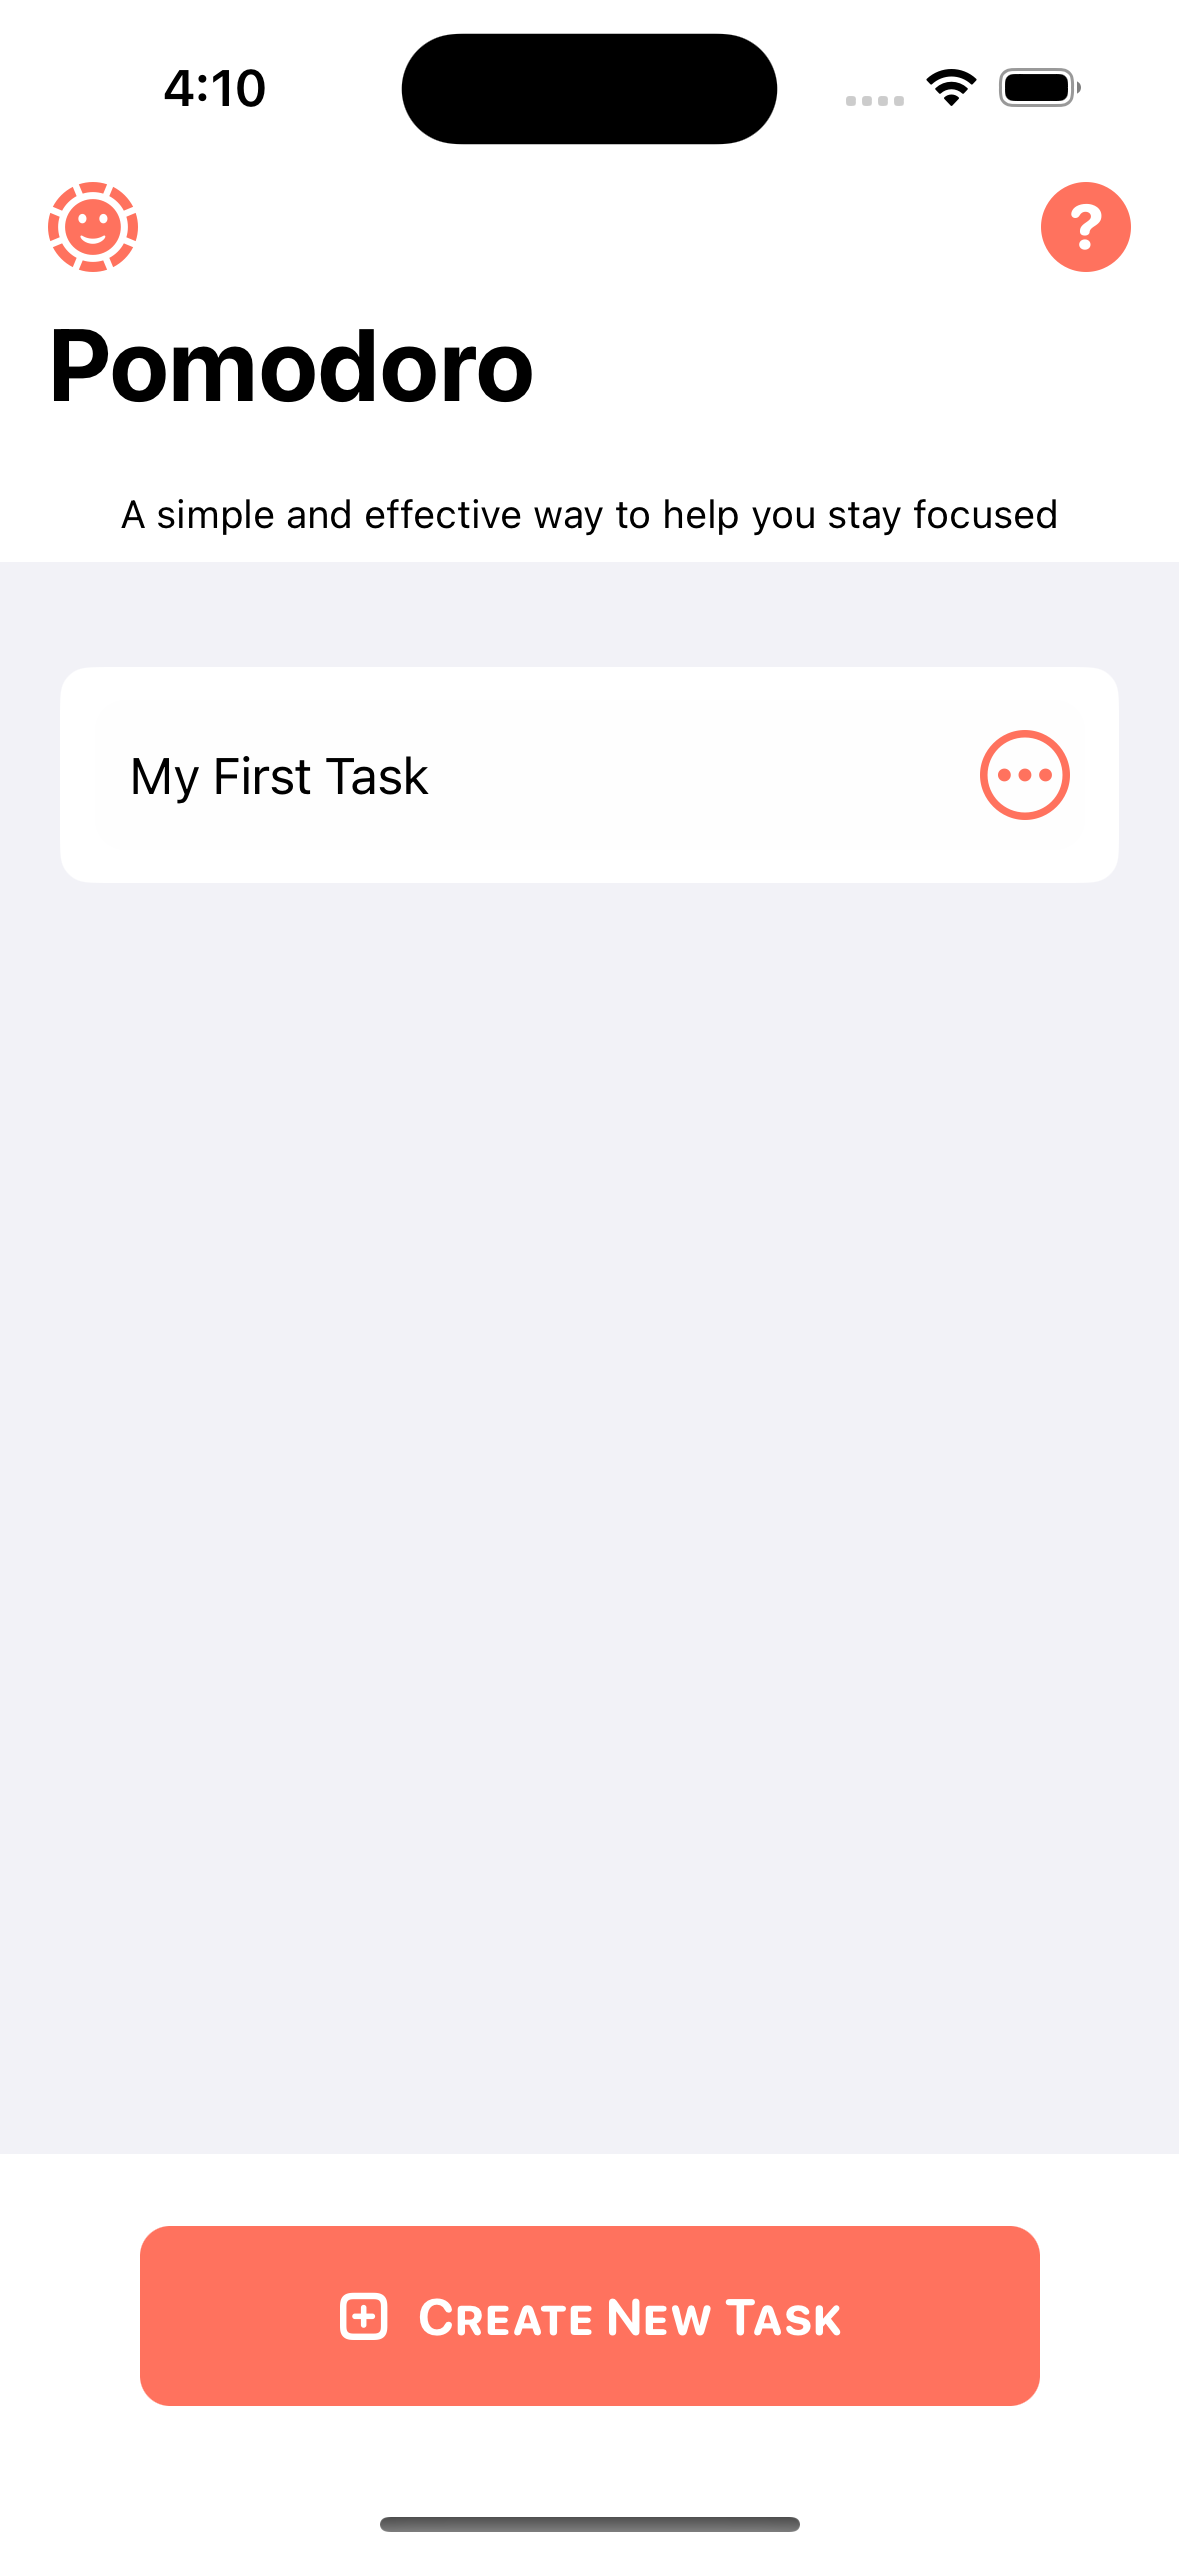 4:10
?
Pomodoro
A simple and effective way to help you stay focused
My First Task
Create New Task